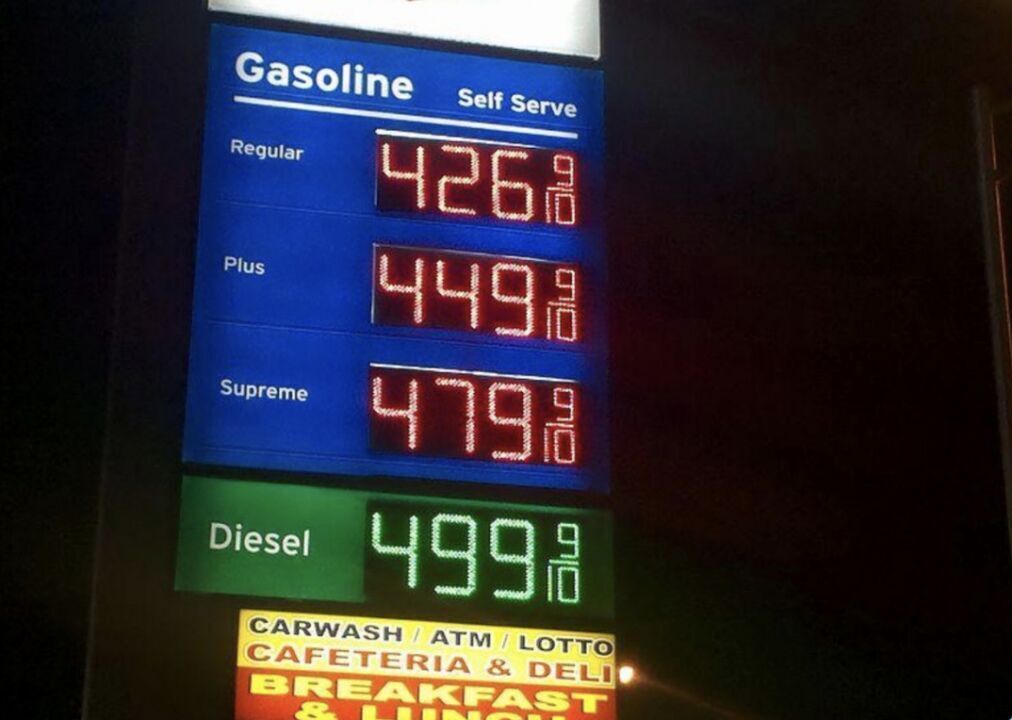 Gasoline
Self Serve
Regular 426 9/10
Plus 449 9/10
Supreme 479 9/10
Diesel 499 9/10
CARWASH / ATM / LOTTO
CAFETERIA & DELI
BREAKFAST
& LUNCH